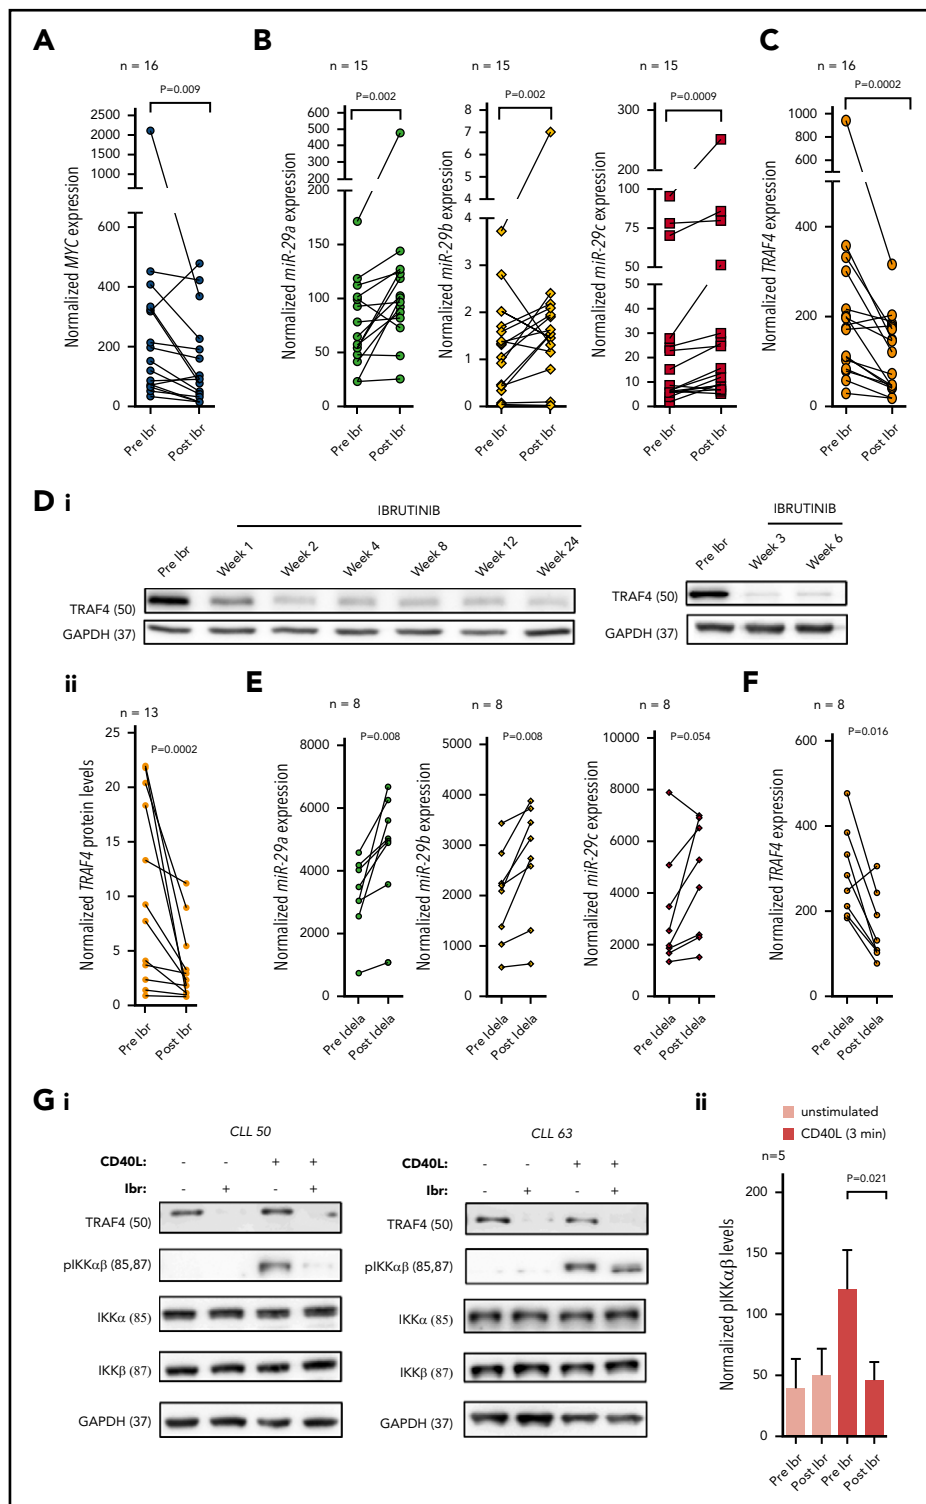 A
B
C
n = 16
n = 15
n = 15
n = 15
n = 16
P=0.009
P=0.002
P=0.002
P=0.0009
P=0.0002
Normalized MYC expression
2500
2000
1500
1000
600
400
200
0
Pre Ibr
Post Ibr
Normalized miR-29a expression
600
500
400
300
200
200
150
100
50
0
Pre Ibr
Post Ibr
Normalized miR-29b expression
8
7
6
5
4
4
3
2
1
0
Pre Ibr
Post Ibr
Normalized miR-29c expression
300
200
100
75
50
50
40
30
20
10
0
Pre Ibr
Post Ibr
Normalized TRAF4 expression
1000
800
600
400
400
200
0
Pre Ibr
Post Ibr
D i
IBRUTINIB
Pre Ibr
Week 1
Week 2
Week 4
Week 8
Week 12
Week 24
TRAF4 (50)
GAPDH (37)
IBRUTINIB
Pre Ibr
Week 3
Week 6
TRAF4 (50)
GAPDH (37)
ii
n = 13
P=0.0002
Normalized TRAF4 protein levels
25
20
15
10
5
0
Pre Ibr
Post Ibr
E
n = 8
P=0.008
Normalized miR-29a expression
8000
6000
4000
2000
0
Pre Idela
Post Idela
n = 8
P=0.008
Normalized miR-29b expression
5000
4000
3000
2000
1000
0
Pre Idela
Post Idela
n = 8
P=0.054
Normalized miR-29c expression
10000
8000
6000
4000
2000
0
Pre Idela
Post Idela
F
n = 8
P=0.016
Normalized TRAF4 expression
600
400
200
0
Pre Idela
Post Idela
G i
CLL 50
CD40L: - - + +
Ibr: - + - +
TRAF4 (50)
pIKKαβ (85,87)
IKKα (85)
IKKβ (87)
GAPDH (37)
CLL 63
CD40L: - - + +
Ibr: - + - +
TRAF4 (50)
pIKKαβ (85,87)
IKKα (85)
IKKβ (87)
GAPDH (37)
ii
unstimulated
CD40L (3 min)
n=5
P=0.021
Normalized pIKKαβ levels
200
150
100
50
0
Pre Ibr
Post Ibr
Pre Ibr
Post Ibr